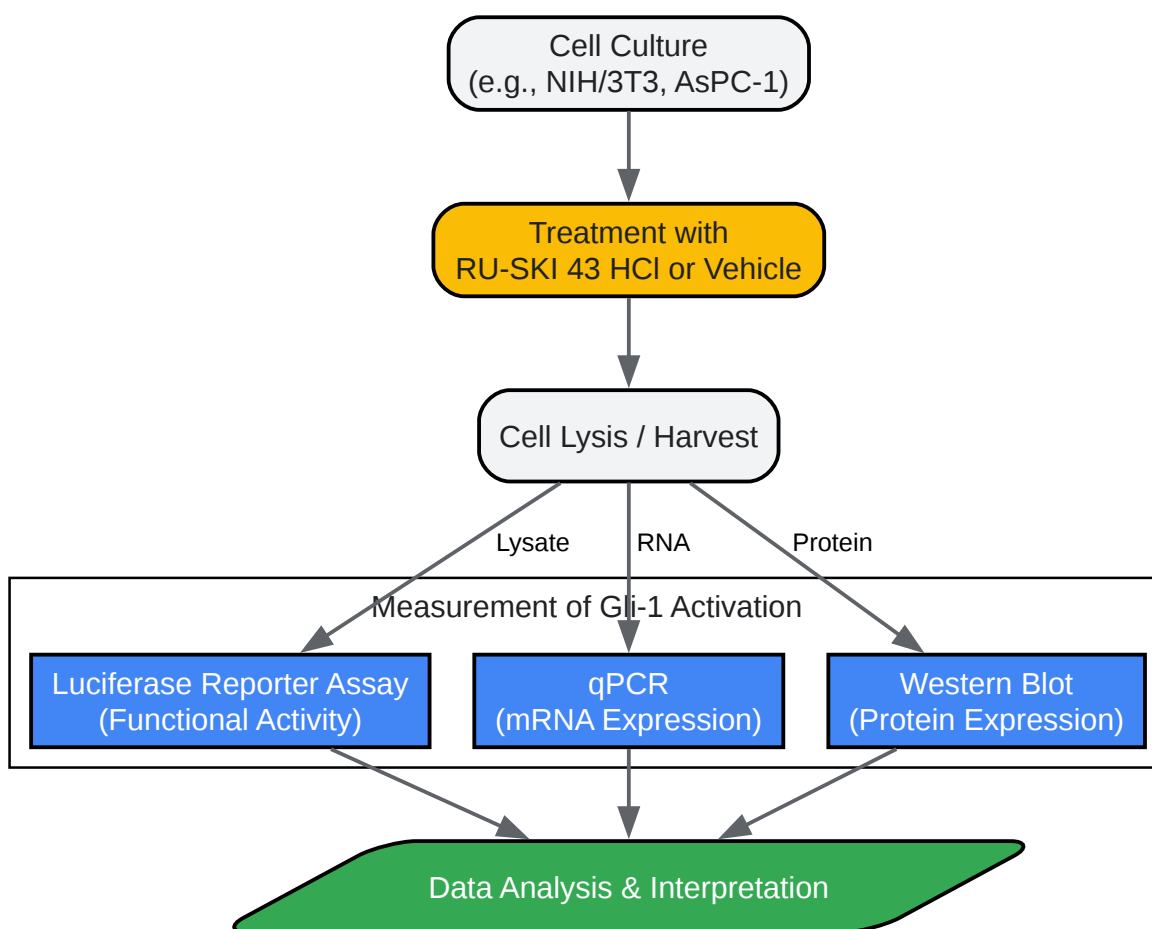 Cell Culture
(e.g., NIH/3T3, AsPC-1)
Treatment with
RU-SKI 43 HCl or Vehicle
Cell Lysis / Harvest
Lysate
RNA
Protein
Measurement of Gli-1 Activation
Luciferase Reporter Assay
(Functional Activity)
qPCR
(mRNA Expression)
Western Blot
(Protein Expression)
Data Analysis & Interpretation